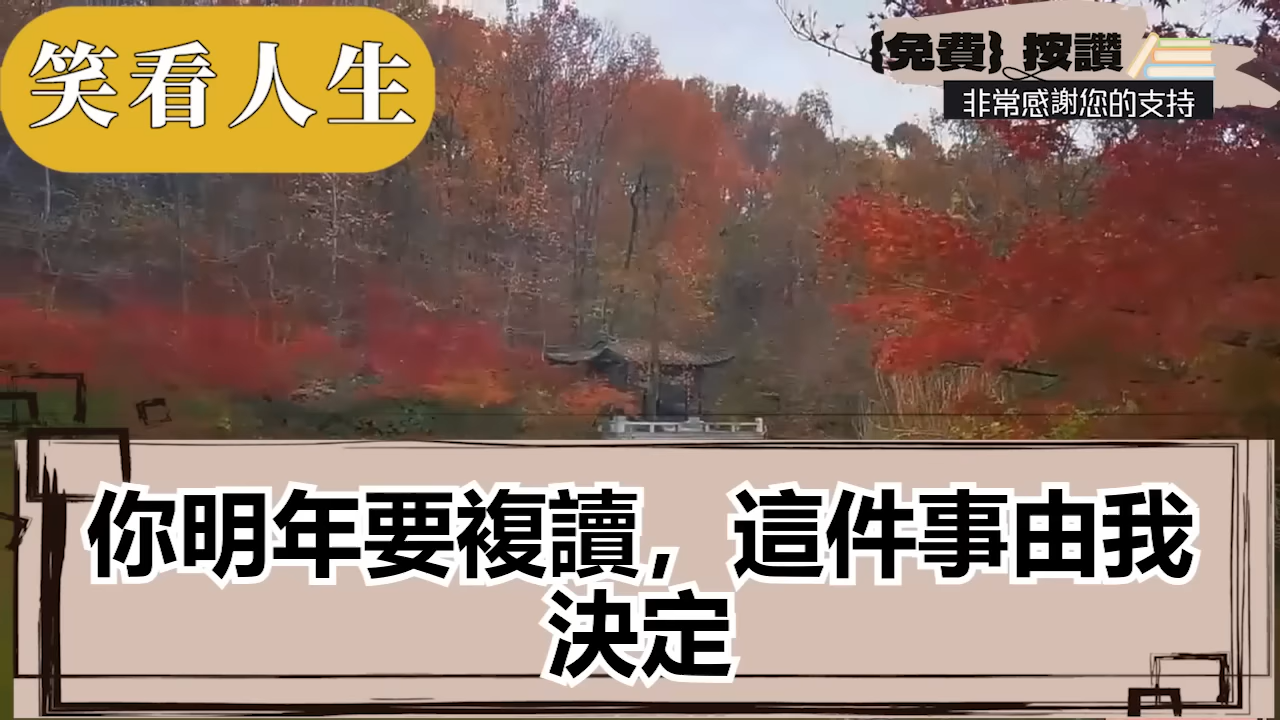 笑看人生
{免費} 按讚
非常感謝您的支持
你明年要複讀，這件事由我
決定